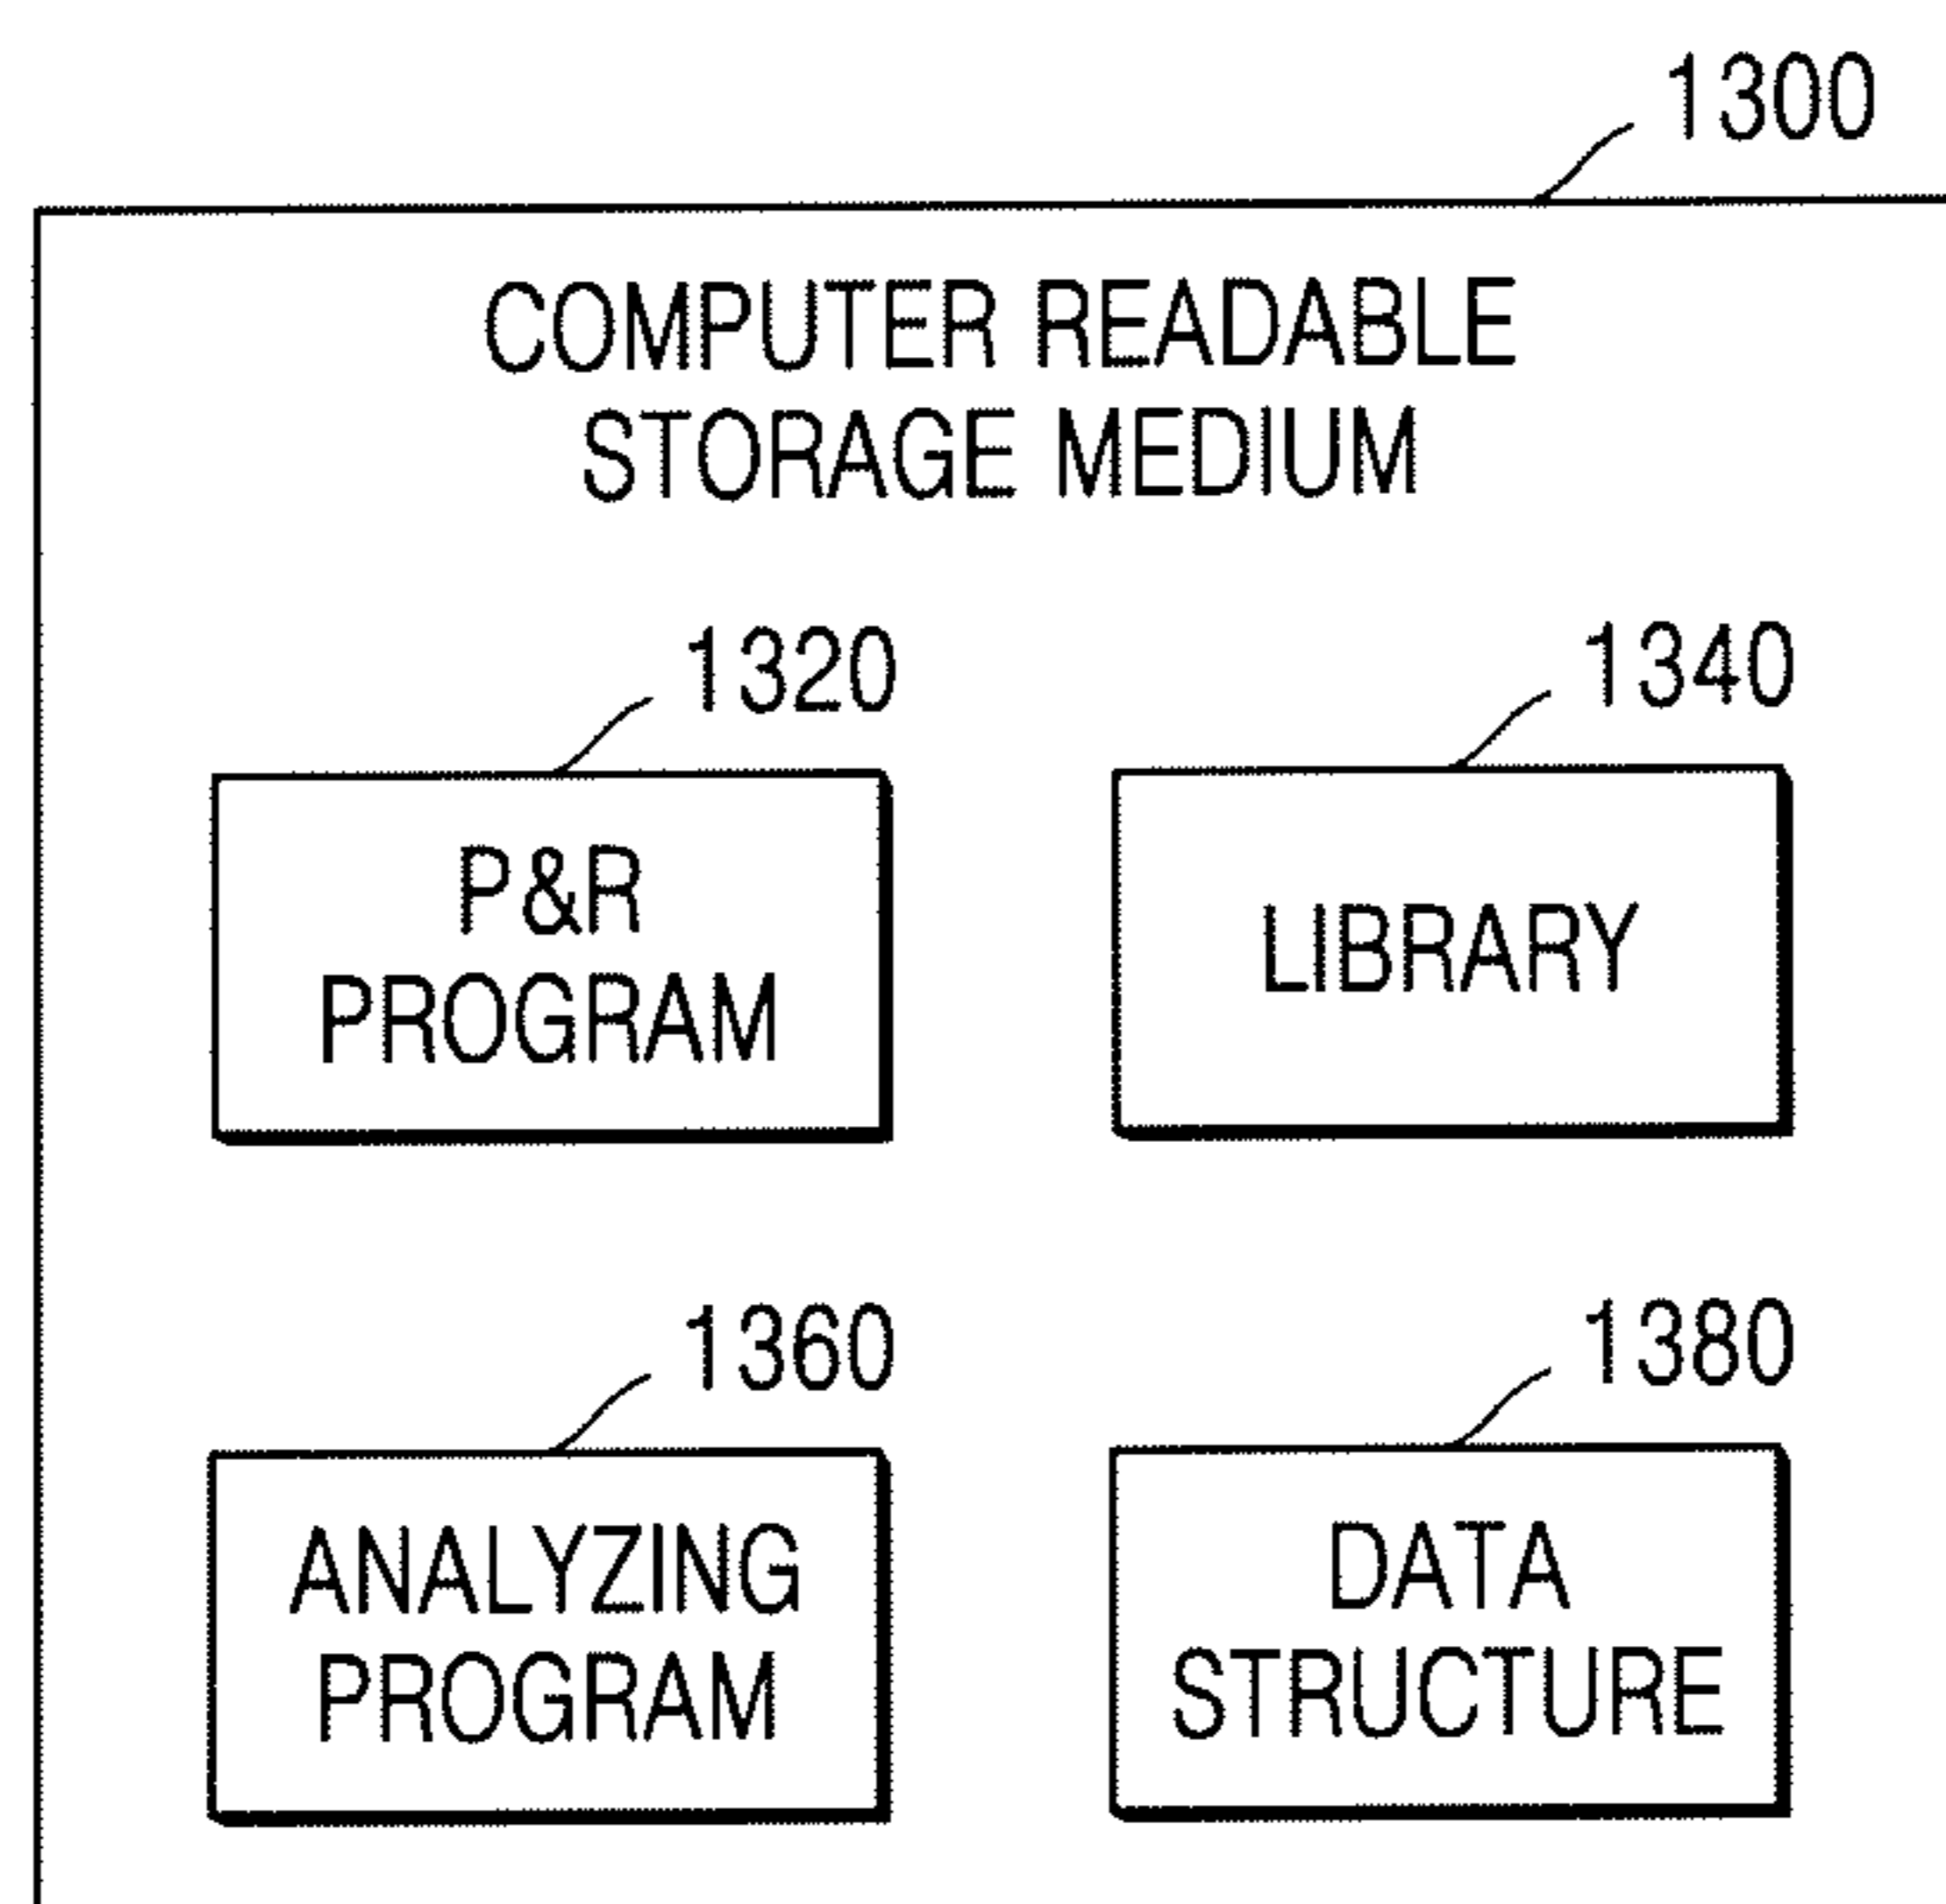 1300
COMPUTER READABLE
STORAGE MEDIUM
1320
1340
P&R
PROGRAM
LIBRARY
1360
1380
ANALYZING
PROGRAM
DATA
STRUCTURE